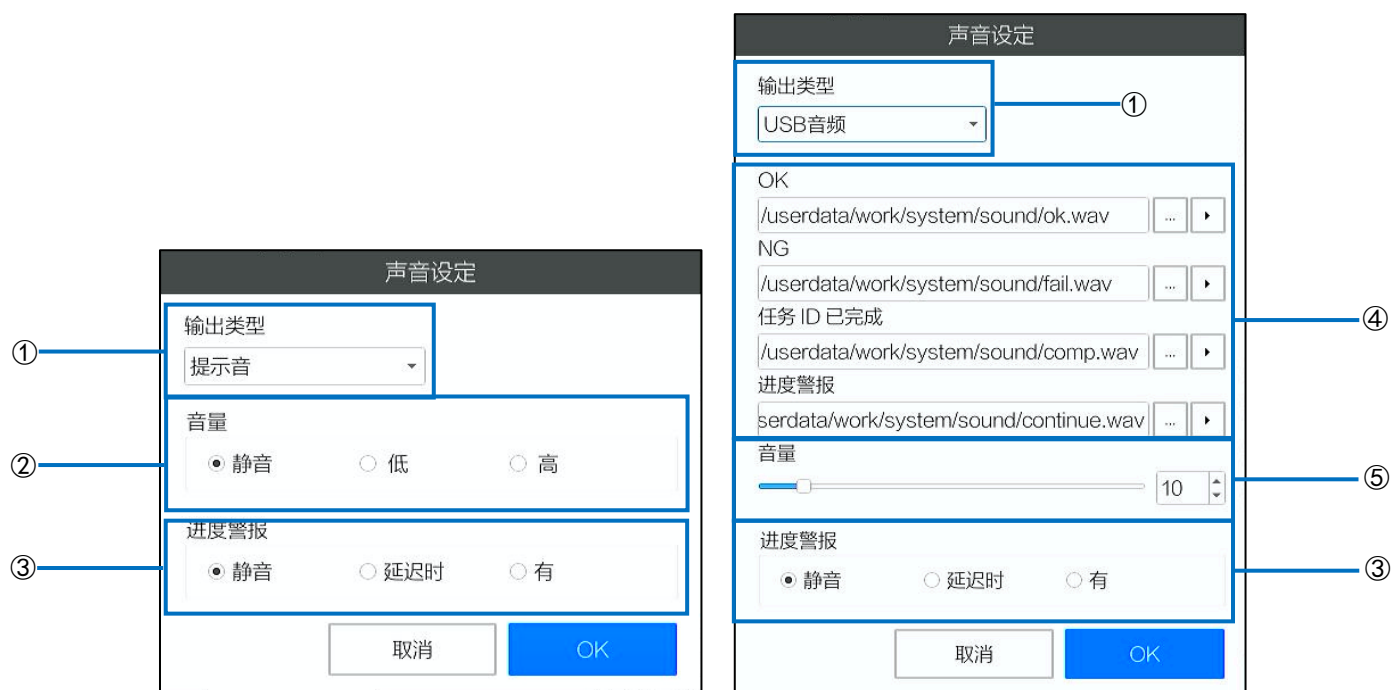 声音设定
① 输出类型
提示音
② 音量
静音 低 高
③ 进度警报
静音 延迟时 有
取消 OK
声音设定
输出类型
USB音频 ①
OK
/userdata/work/system/sound/ok.wav ...
NG
/userdata/work/system/sound/fail.wav ...
任务 ID 已完成 ④
/userdata/work/system/sound/comp.wav ...
进度警报
serdata/work/system/sound/continue.wav ...
音量
10 ⑤
进度警报
静音 延迟时 有 ③
取消 OK